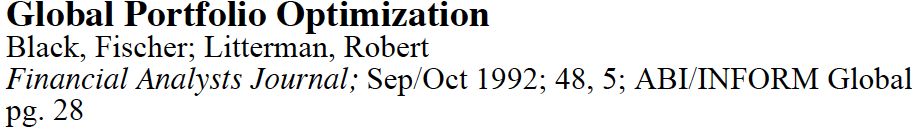 Global Portfolio Optimization
Black, Fischer; Litterman, Robert
Financial Analysts Journal; Sep/Oct 1992; 48, 5; ABI/INFORM Global
pg. 28